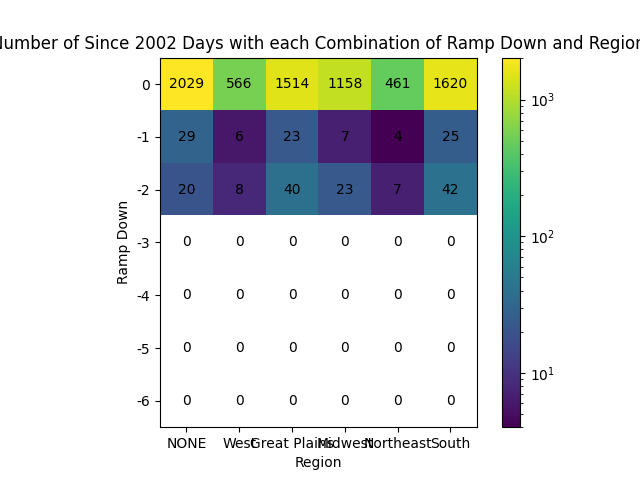 Number of Since 2002 Days with each Combination of Ramp Down and Region
0 2029 566 1514 1158 461 1620
-1 29 6 23 7 4 25
-2 20 8 40 23 7 42
-3 0 0 0 0 0 0
-4 0 0 0 0 0 0
-5 0 0 0 0 0 0
-6 0 0 0 0 0 0
Ramp Down
NONE West Great Plains Midwest Northeast South
Region
10³
10²
10¹